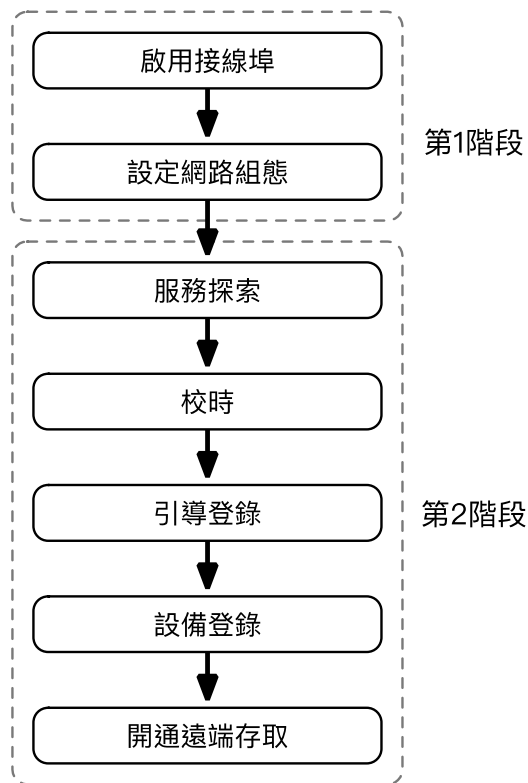 啟用接線埠
設定網路組態
第1階段
服務探索
校時
引導登錄
設備登錄
開通遠端存取
第2階段